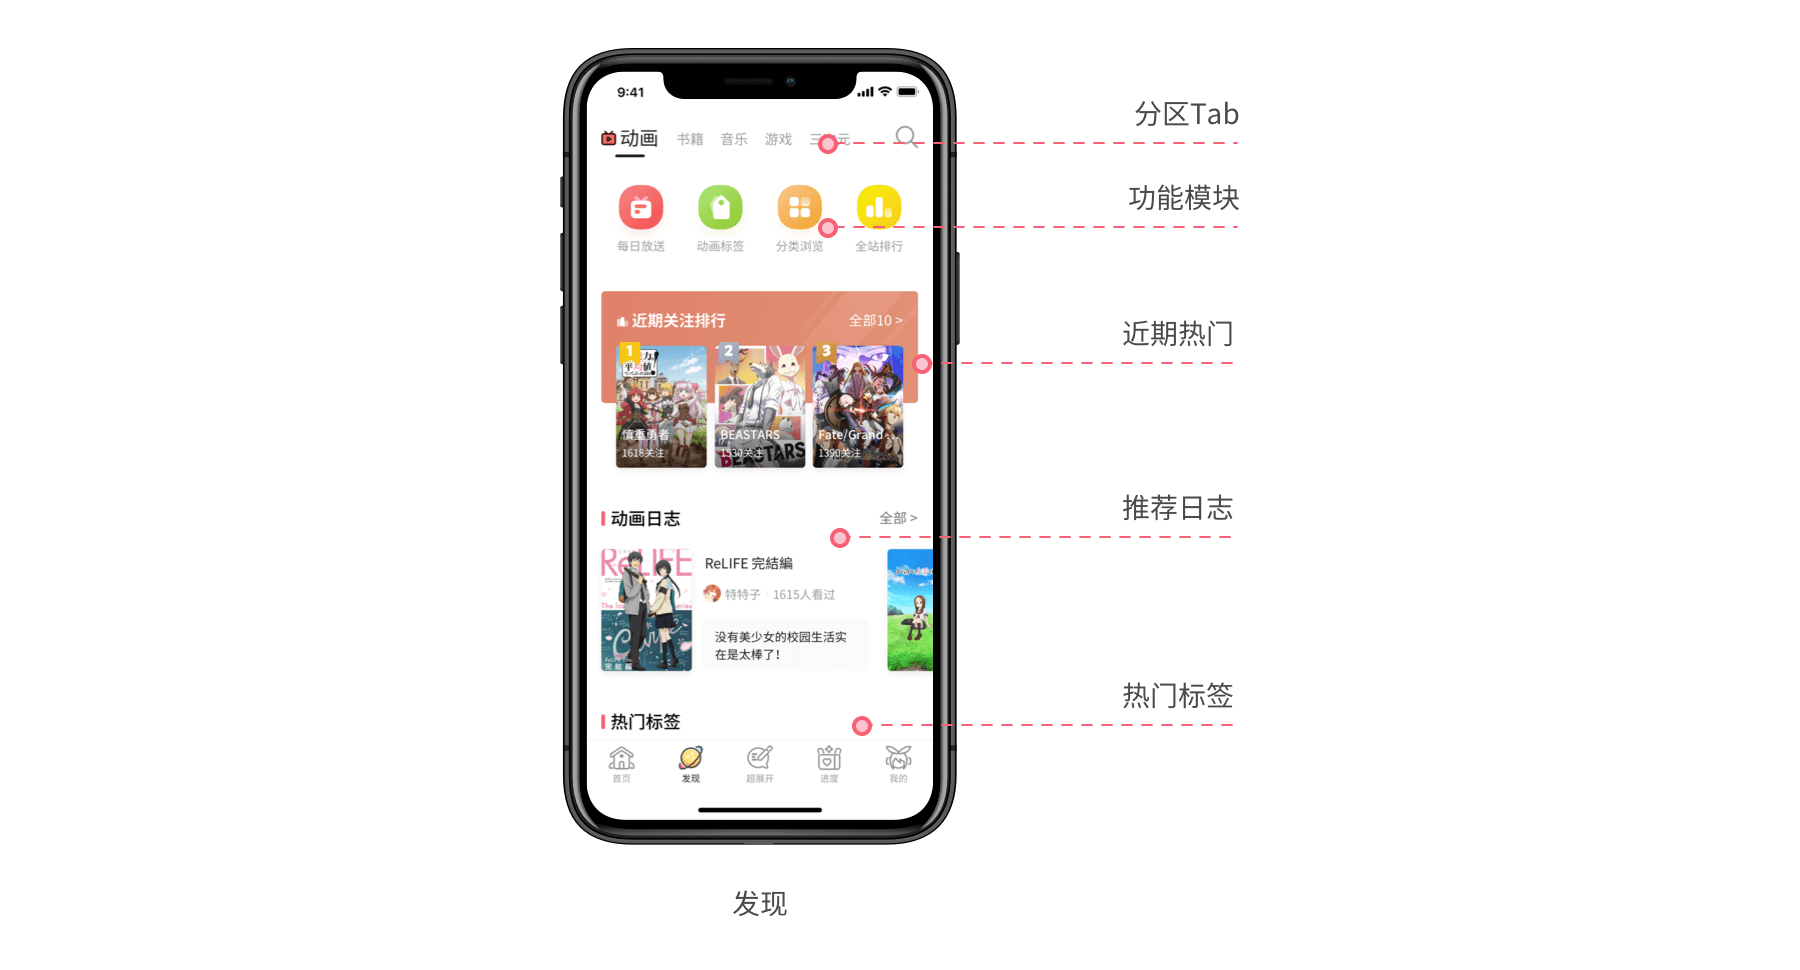 9:41
动画 书籍 音乐 游戏
每日放送 动画标签 分类浏览 全站排行
近期关注排行 全部10 >
1 2 3
慎重勇者 BEASTARS Fate/Grand ...
1618关注 1530关注 1390关注
BEASTARS
动画日志 全部 >
ReLIFE
ReLIFE 完結編
特特子 1615人看过
没有美少女的校园生活实
在是太棒了！
热门标签
首页 发现 超展开 进度 我的
分区Tab
功能模块
近期热门
推荐日志
热门标签
发现